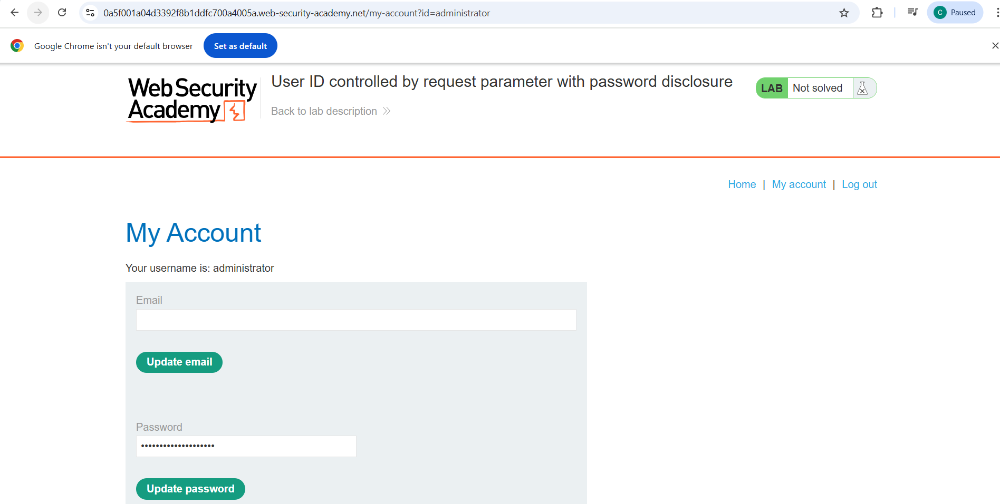 0a5f001a04d3392f8b1ddfc700a4005a.web-security-academy.net/my-account?id=administrator
C Paused
Google Chrome isn't your default browser
Set as default
Web Security
Academy
User ID controlled by request parameter with password disclosure
Back to lab description
LAB Not solved
Home | My account | Log out
My Account
Your username is: administrator
Email
Update email
Password
••••••••••••••••••••
Update password